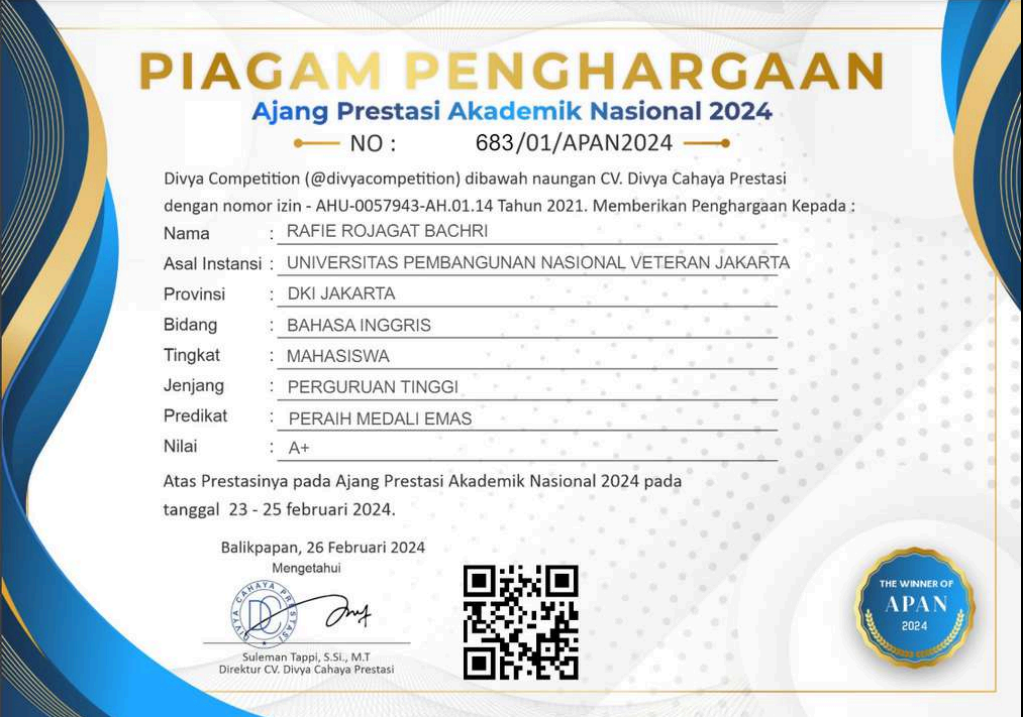 PIAGAM PENGHARGAAN
Ajang Prestasi Akademik Nasional 2024
NO : 683/01/APAN2024
Divya Competition (@divyacompetition) dibawah naungan CV. Divya Cahaya Prestasi
dengan nomor izin - AHU-0057943-AH.01.14 Tahun 2021. Memberikan Penghargaan Kepada :
Nama : RAFIE ROJAGAT BACHRI
Asal Instansi : UNIVERSITAS PEMBANGUNAN NASIONAL VETERAN JAKARTA
Provinsi : DKI JAKARTA
Bidang : BAHASA INGGRIS
Tingkat : MAHASISWA
Jenjang : PERGURUAN TINGGI
Predikat : PERAIH MEDALI EMAS
Nilai : A+
Atas Prestasinya pada Ajang Prestasi Akademik Nasional 2024 pada
tanggal 23 - 25 februari 2024.
Balikpapan, 26 Februari 2024
Mengetahui
DIVYA CAHAYA PRESTASI
DC
Suleman Tappi, S.Si., M.T
Direktur CV. Divya Cahaya Prestasi
THE WINNER OF
APAN
2024